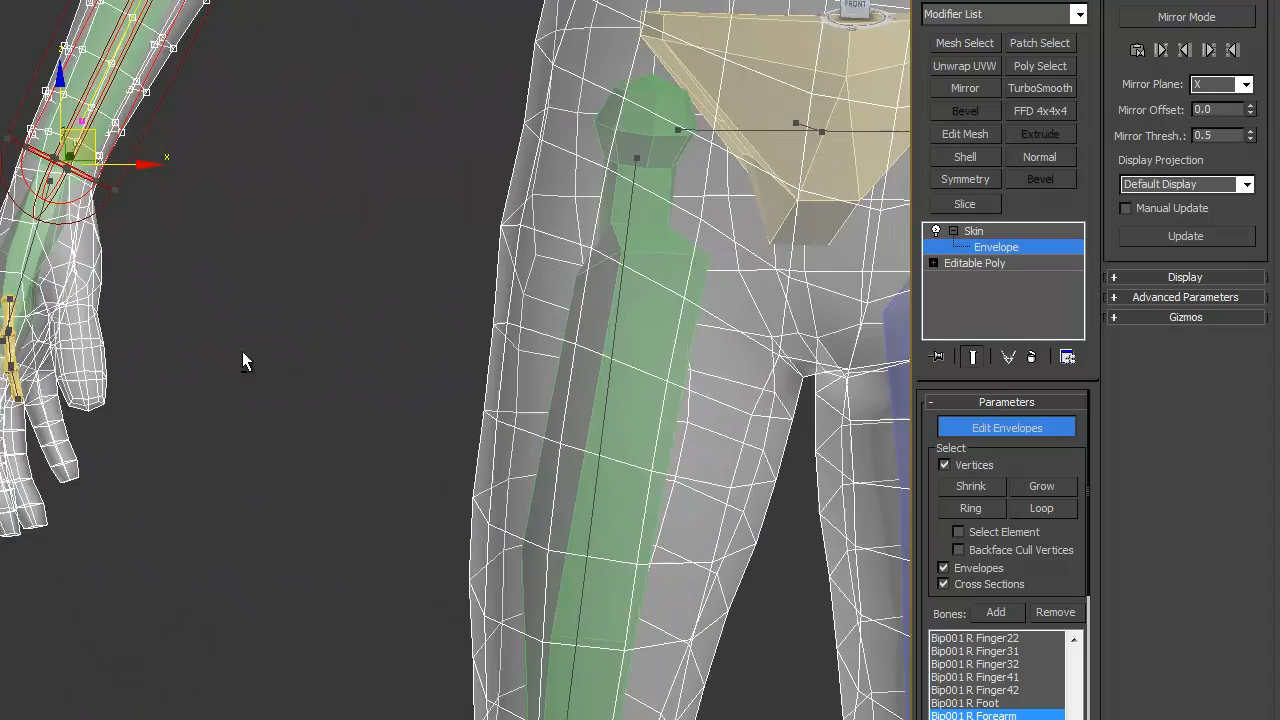 FRONT
x
Modifier List
Mesh Select
Patch Select
Unwrap UVW
Poly Select
Mirror
TurboSmooth
Bevel
FFD 4x4x4
Edit Mesh
Extrude
Shell
Normal
Symmetry
Bevel
Slice
- Skin
Envelope
+ Editable Poly
- Parameters
Edit Envelopes
Select
Vertices
Shrink
Grow
Ring
Loop
Select Element
Backface Cull Vertices
Envelopes
Cross Sections
Bones:
Add
Remove
Bip001 R Finger22
Bip001 R Finger31
Bip001 R Finger32
Bip001 R Finger41
Bip001 R Finger42
Bip001 R Foot
Bip001 R Forearm
Mirror Mode
Mirror Plane: X
Mirror Offset: 0.0
Mirror Thresh.: 0.5
Display Projection
Default Display
Manual Update
Update
+ Display
+ Advanced Parameters
+ Gizmos